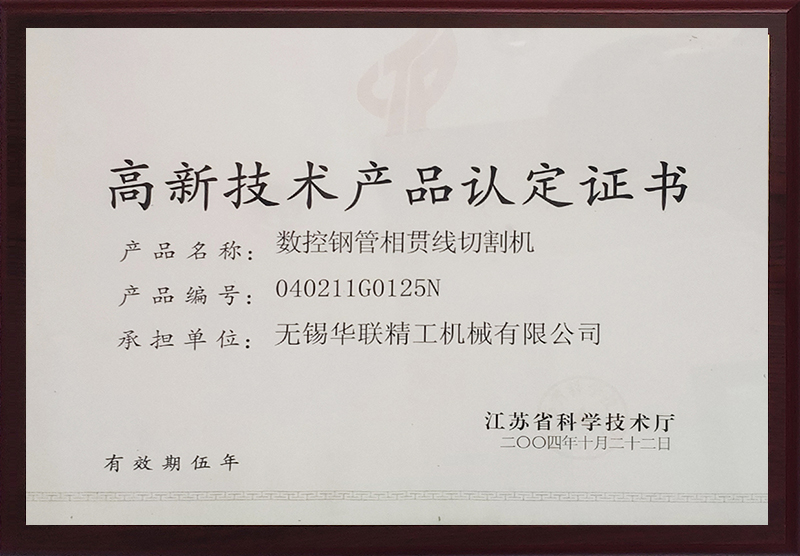 高新技术产品认定证书
产品名称：数控钢管相贯线切割机
产品编号：040211G0125N
承担单位：无锡华联精工机械有限公司
江苏省科学技术厅
二〇〇四年十月二十二日
有效期伍年